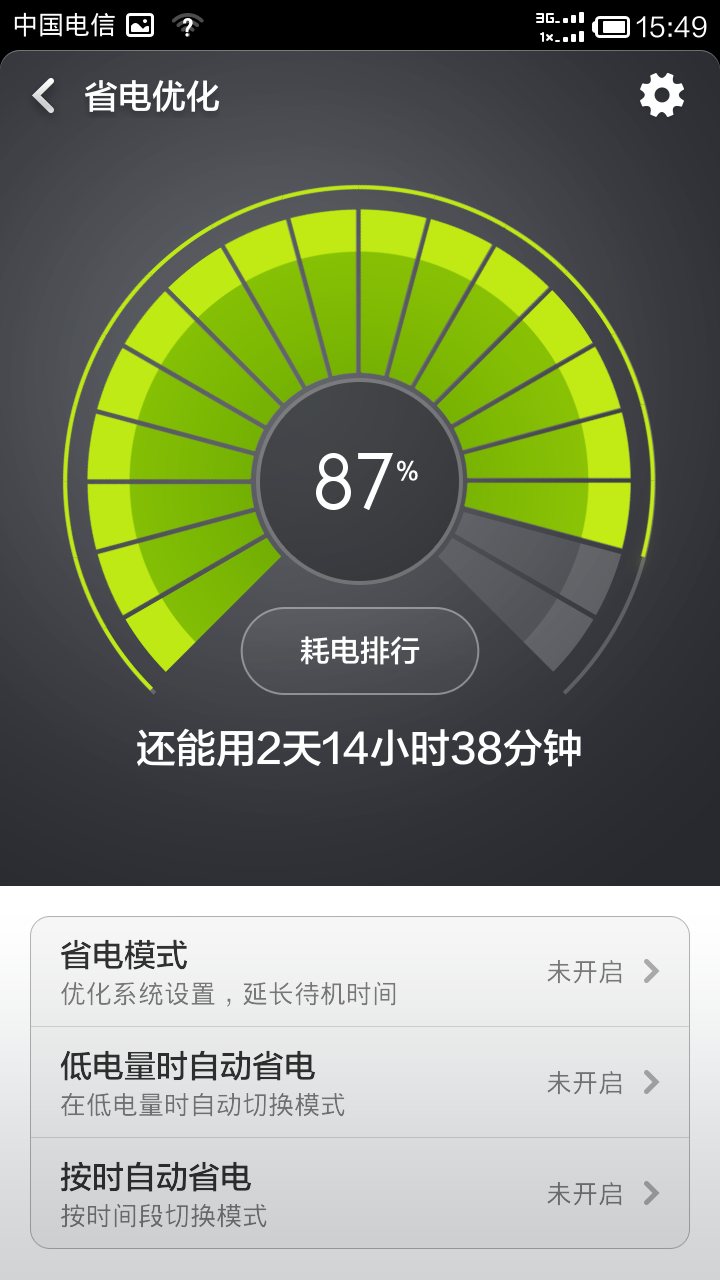 中国电信 3G 1× 15:49
省电优化
87%
耗电排行
还能用2天14小时38分钟
省电模式
优化系统设置，延长待机时间
未开启
低电量时自动省电
在低电量时自动切换模式
未开启
按时自动省电
按时间段切换模式
未开启